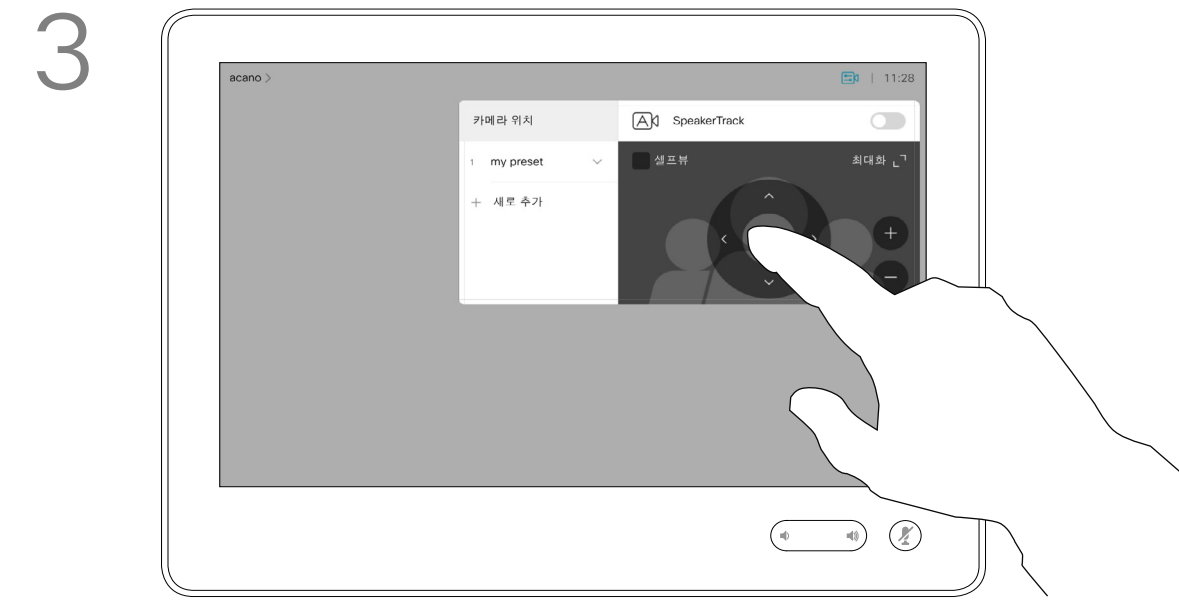 3
acano >
11:28
카메라 위치
SpeakerTrack
1 my preset
셀프뷰
최대화
+ 새로 추가